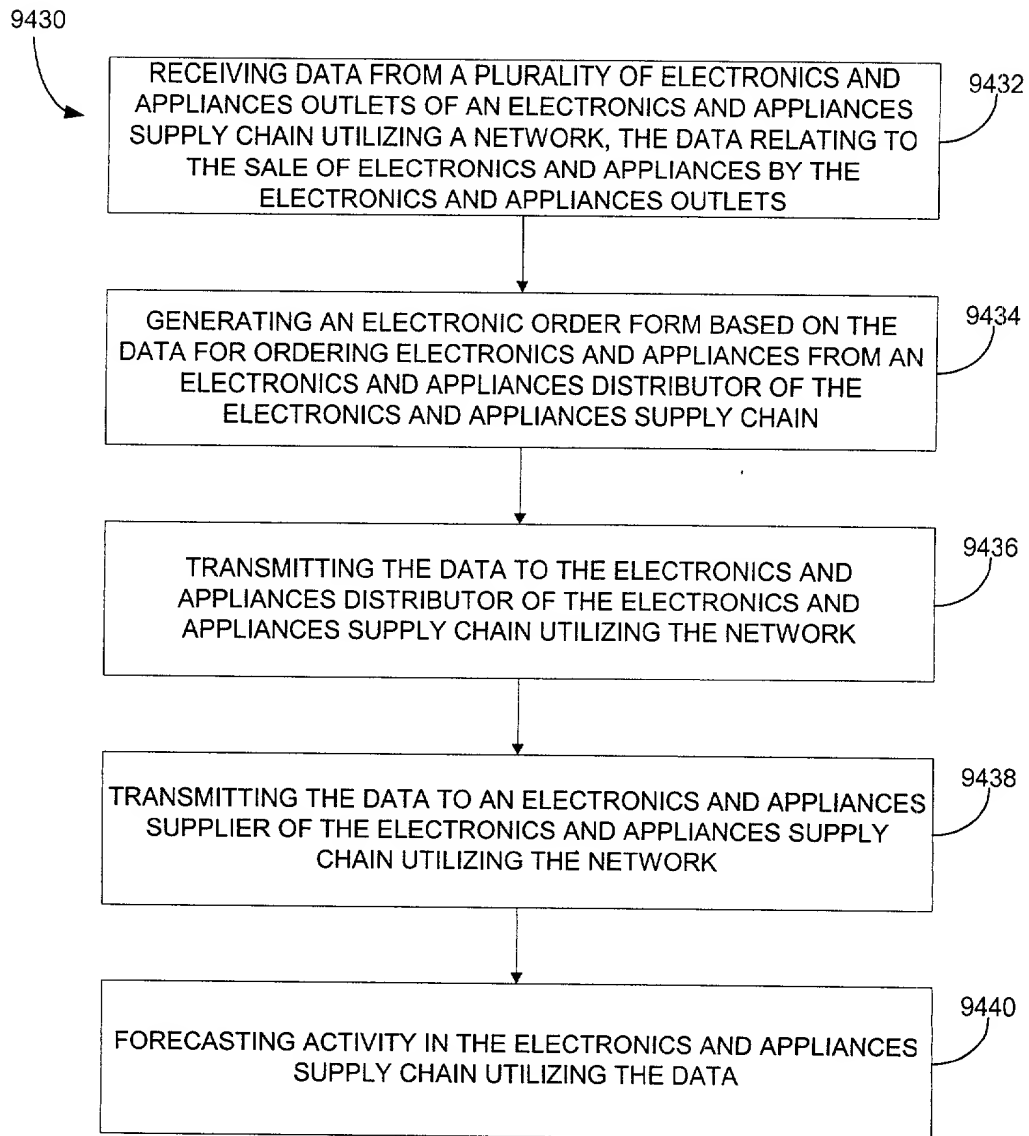 9430
RECEIVING DATA FROM A PLURALITY OF ELECTRONICS AND
APPLIANCES OUTLETS OF AN ELECTRONICS AND APPLIANCES
SUPPLY CHAIN UTILIZING A NETWORK, THE DATA RELATING TO
THE SALE OF ELECTRONICS AND APPLIANCES BY THE
ELECTRONICS AND APPLIANCES OUTLETS
9432
GENERATING AN ELECTRONIC ORDER FORM BASED ON THE
DATA FOR ORDERING ELECTRONICS AND APPLIANCES FROM AN
ELECTRONICS AND APPLIANCES DISTRIBUTOR OF THE
ELECTRONICS AND APPLIANCES SUPPLY CHAIN
9434
TRANSMITTING THE DATA TO THE ELECTRONICS AND
APPLIANCES DISTRIBUTOR OF THE ELECTRONICS AND
APPLIANCES SUPPLY CHAIN UTILIZING THE NETWORK
9436
TRANSMITTING THE DATA TO AN ELECTRONICS AND APPLIANCES
SUPPLIER OF THE ELECTRONICS AND APPLIANCES SUPPLY
CHAIN UTILIZING THE NETWORK
9438
FORECASTING ACTIVITY IN THE ELECTRONICS AND APPLIANCES
SUPPLY CHAIN UTILIZING THE DATA
9440